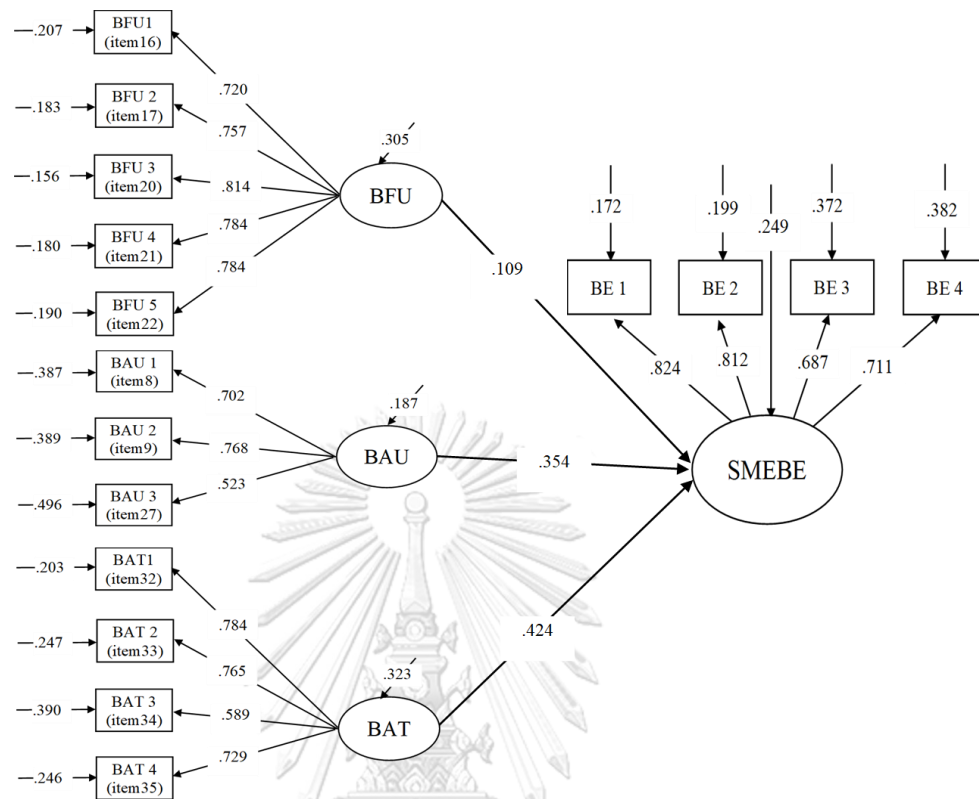 .207
BFU1
(item16)
.183
BFU 2
(item17)
.156
BFU 3
(item20)
.180
BFU 4
(item21)
.190
BFU 5
(item22)
.387
BAU 1
(item8)
.389
BAU 2
(item9)
.496
BAU 3
(item27)
.203
BAT1
(item32)
.247
BAT 2
(item33)
.390
BAT 3
(item34)
.246
BAT 4
(item35)
.720
.757
.814
.784
.784
.702
.768
.523
.784
.765
.589
.729
.305
BFU
.187
BAU
.323
BAT
.109
.354
.424
.172
.199
.249
.372
.382
BE 1
BE 2
BE 3
BE 4
.824
.812
.687
.711
SMEBE